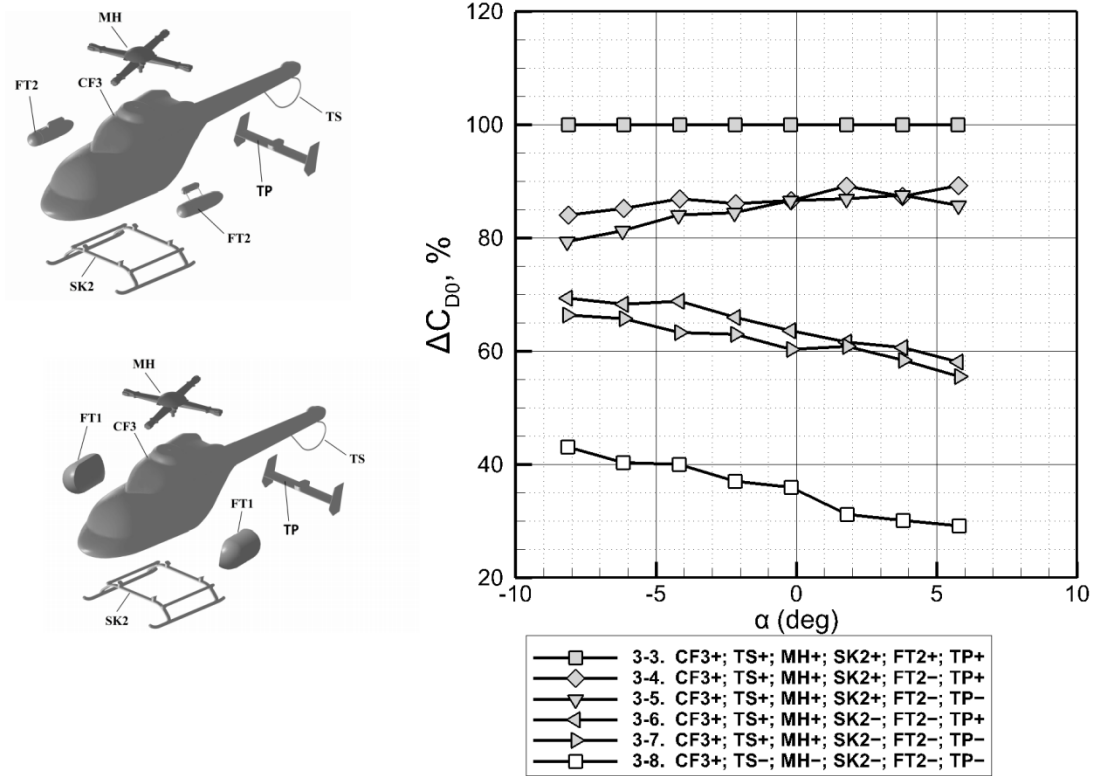 MH
FT2
CF3
TS
TP
FT2
SK2
MH
FT1
CF3
TS
FT1
TP
SK2
120
100
80
60
40
20
ΔC_D0, %
-10 -5 0 5 10
α (deg)
3-3. CF3+; TS+; MH+; SK2+; FT2+; TP+
3-4. CF3+; TS+; MH+; SK2+; FT2−; TP+
3-5. CF3+; TS+; MH+; SK2+; FT2−; TP−
3-6. CF3+; TS+; MH+; SK2−; FT2−; TP+
3-7. CF3+; TS+; MH+; SK2−; FT2−; TP−
3-8. CF3+; TS−; MH−; SK2−; FT2−; TP−